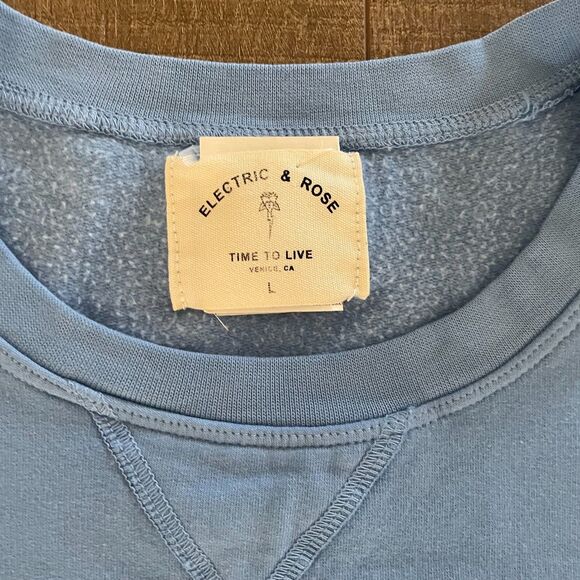 ELECTRIC & ROSE
TIME TO LIVE
VENICE, CA
L